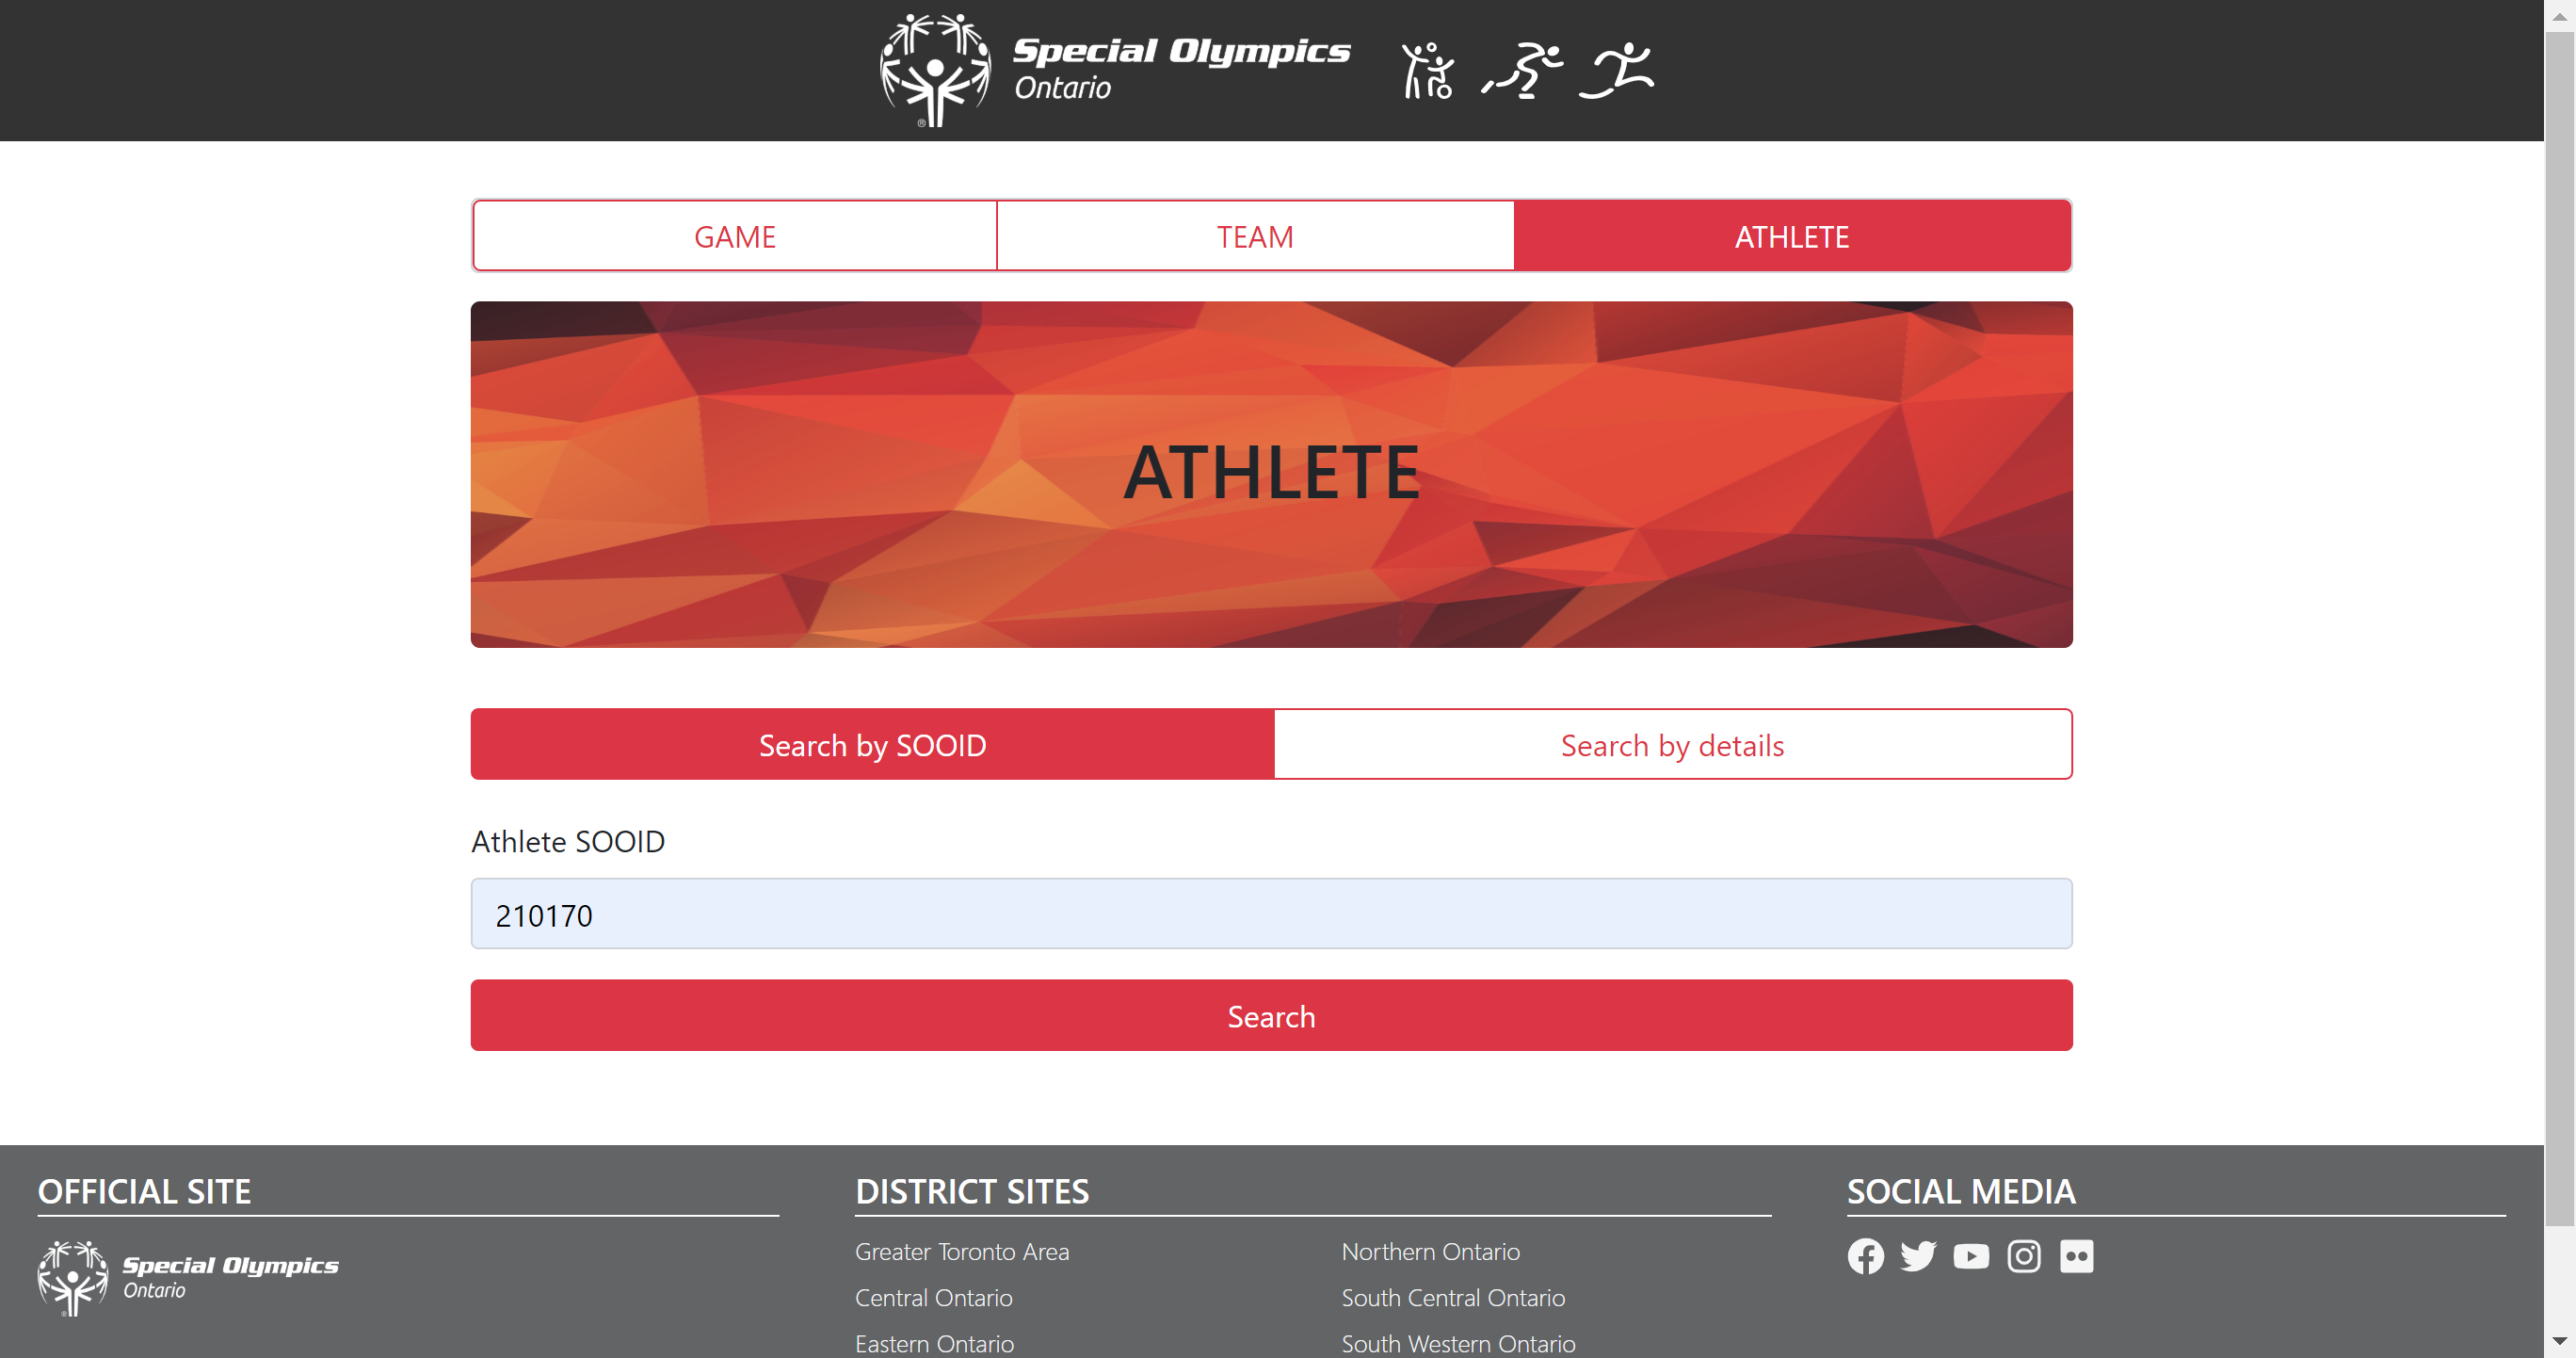 Special Olympics
Ontario
®
GAME
TEAM
ATHLETE
ATHLETE
Search by SOOID
Search by details
Athlete SOOID
210170
Search
OFFICIAL SITE
Special Olympics
Ontario
®
DISTRICT SITES
Greater Toronto Area
Northern Ontario
Central Ontario
South Central Ontario
Eastern Ontario
South Western Ontario
SOCIAL MEDIA